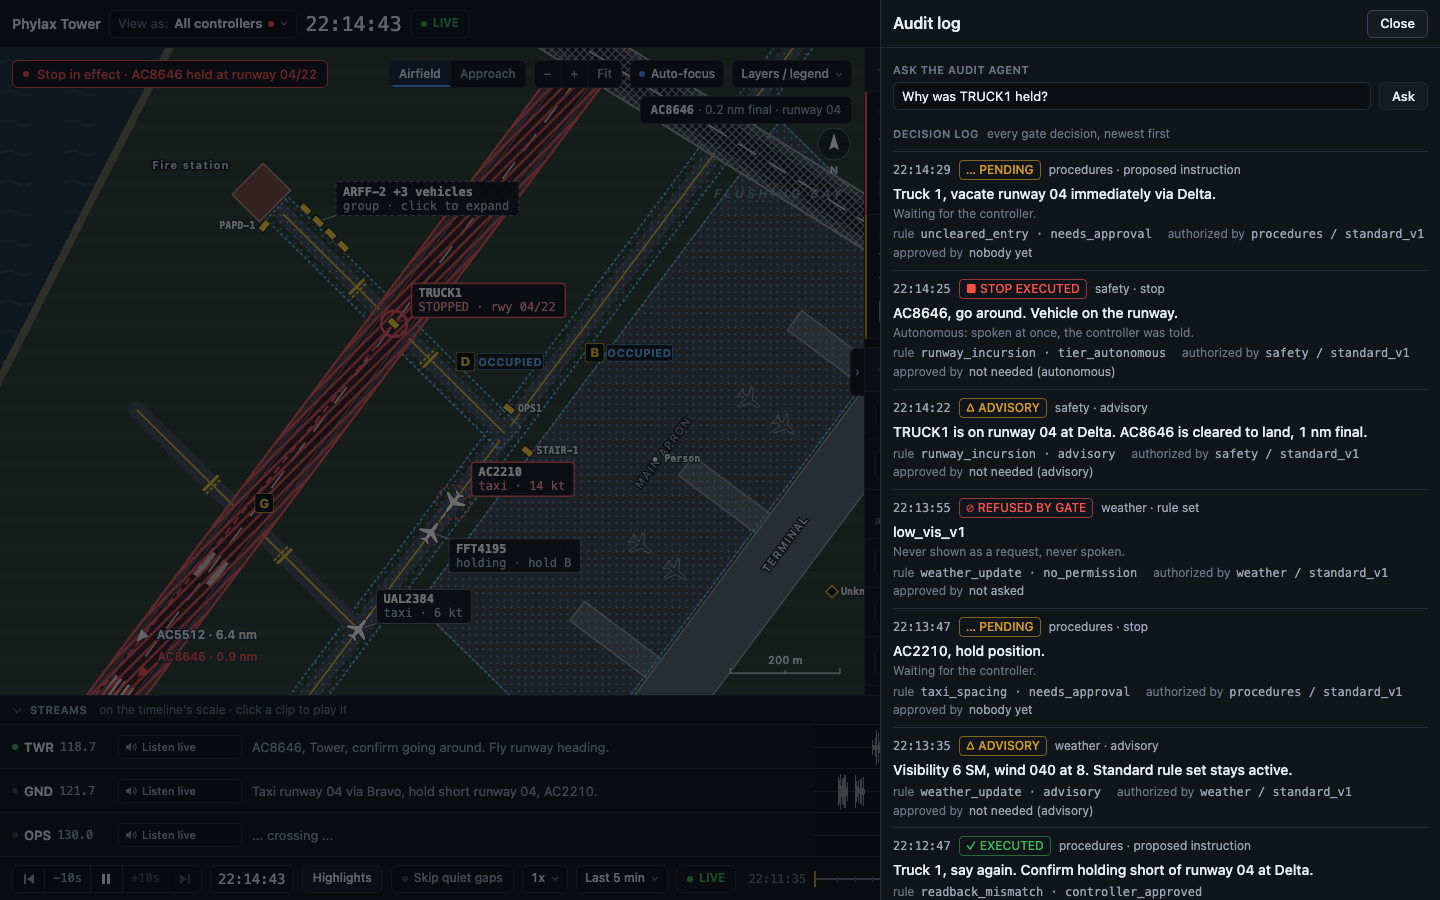 Phylax Tower
View as: All controllers
22:14:43
LIVE
Stop in effect · AC8646 held at runway 04/22
Airfield
Approach
−
+
Fit
Auto-focus
Layers / legend
AC8646 · 0.2 nm final · runway 04
N
Fire station
ARFF-2 +3 vehicles
group · click to expand
PAPD-1
TRUCK1
STOPPED · rwy 04/22
D OCCUPIED
B OCCUPIED
OPS1
STAIR-1
MAIN APRON
Person
AC2210
taxi · 14 kt
G
FFT4195
holding · hold B
TERMINAL
UAL2384
taxi · 6 kt
AC5512 · 6.4 nm
AC8646 · 0.9 nm
200 m
STREAMS on the timeline's scale · click a clip to play it
TWR 118.7 Listen live AC8646, Tower, confirm going around. Fly runway heading.
GND 121.7 Listen live Taxi runway 04 via Bravo, hold short runway 04, AC2210.
OPS 130.0 Listen live ... crossing ...
−10s
+10s
22:14:43
Highlights
Skip quiet gaps
1x
Last 5 min
LIVE
22:11:35
Audit log
Close
ASK THE AUDIT AGENT
Why was TRUCK1 held?
Ask
DECISION LOG every gate decision, newest first
22:14:29 … PENDING procedures · proposed instruction
Truck 1, vacate runway 04 immediately via Delta.
Waiting for the controller.
rule uncleared_entry · needs_approval authorized by procedures / standard_v1
approved by nobody yet
22:14:25 STOP EXECUTED safety · stop
AC8646, go around. Vehicle on the runway.
Autonomous: spoken at once, the controller was told.
rule runway_incursion · tier_autonomous authorized by safety / standard_v1
approved by not needed (autonomous)
22:14:22 ADVISORY safety · advisory
TRUCK1 is on runway 04 at Delta. AC8646 is cleared to land, 1 nm final.
rule runway_incursion · advisory authorized by safety / standard_v1
approved by not needed (advisory)
22:13:55 REFUSED BY GATE weather · rule set
low_vis_v1
Never shown as a request, never spoken.
rule weather_update · no_permission authorized by weather / standard_v1
approved by not asked
22:13:47 … PENDING procedures · stop
AC2210, hold position.
Waiting for the controller.
rule taxi_spacing · needs_approval authorized by procedures / standard_v1
approved by nobody yet
22:13:35 ADVISORY weather · advisory
Visibility 6 SM, wind 040 at 8. Standard rule set stays active.
rule weather_update · advisory authorized by weather / standard_v1
approved by not needed (advisory)
22:12:47 EXECUTED procedures · proposed instruction
Truck 1, say again. Confirm holding short of runway 04 at Delta.
rule readback_mismatch · controller_approved